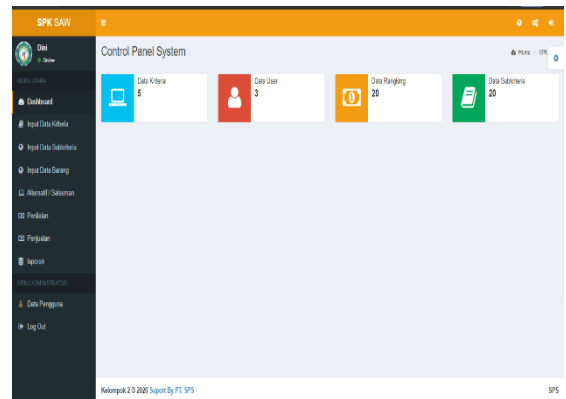 SPK SAW
Dini
Online
MENU UTAMA
Dashboard
Input Data Kriteria
Input Data Subkriteria
Input Data Barang
Alternatif / Salesman
Penilaian
Penjualan
laporan
MENU ADMINISTRATOR
Data Pengguna
Log Out
Control Panel System
Home > SPK
Data Kriteria
5
Data User
3
Data Rangking
20
Data Subkriteria
20
Kelompok 2 © 2020 Suport By PT. SPS
SPS